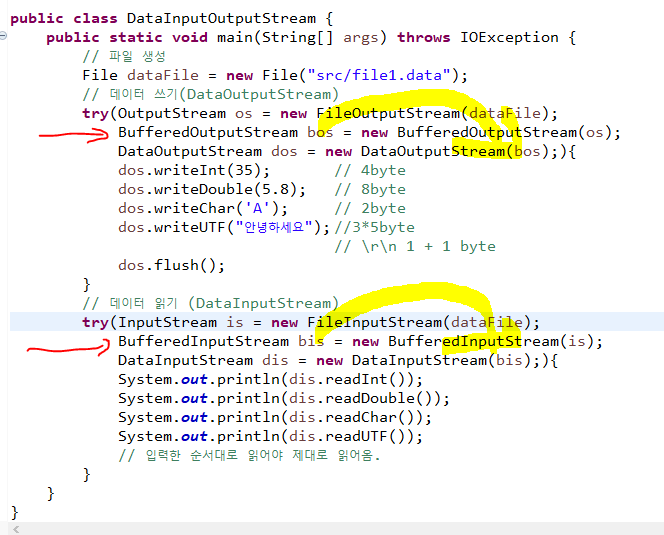 public class DataInputOutputStream {
public static void main(String[] args) throws IOException {
// 파일 생성
File dataFile = new File("src/file1.data");
// 데이터 쓰기(DataOutputStream)
try(OutputStream os = new FileOutputStream(dataFile);
BufferedOutputStream bos = new BufferedOutputStream(os);
DataOutputStream dos = new DataOutputStream(bos);){
dos.writeInt(35); // 4byte
dos.writeDouble(5.8); // 8byte
dos.writeChar('A'); // 2byte
dos.writeUTF("안녕하세요");//3*5byte
// \r\n 1 + 1 byte
dos.flush();
}
// 데이터 읽기 (DataInputStream)
try(InputStream is = new FileInputStream(dataFile);
BufferedInputStream bis = new BufferedInputStream(is);
DataInputStream dis = new DataInputStream(bis);){
System.out.println(dis.readInt());
System.out.println(dis.readDouble());
System.out.println(dis.readChar());
System.out.println(dis.readUTF());
// 입력한 순서대로 읽어야 제대로 읽어옴.
}
}
}